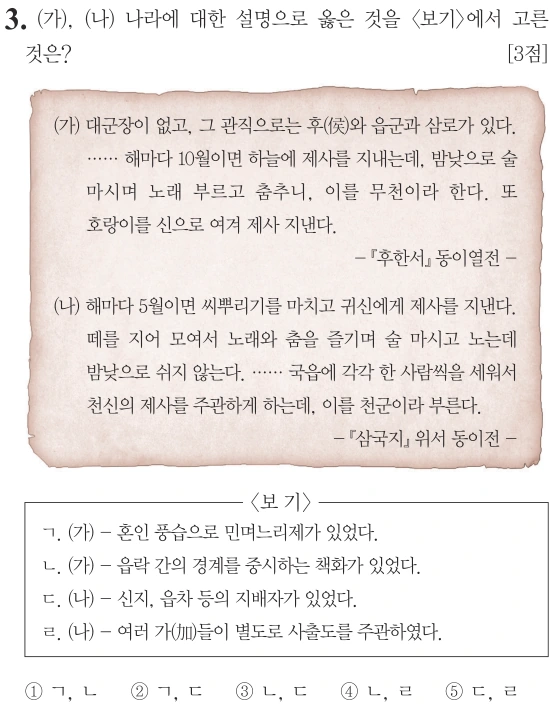 3. (가), (나) 나라에 대한 설명으로 옳은 것을 〈보기〉에서 고른
것은? [3점]
(가) 대군장이 없고, 그 관직으로는 후(侯)와 읍군과 삼로가 있다.
…… 해마다 10월이면 하늘에 제사를 지내는데, 밤낮으로 술
마시며 노래 부르고 춤추니, 이를 무천이라 한다. 또
호랑이를 신으로 여겨 제사 지낸다.
－『후한서』동이열전－
(나) 해마다 5월이면 씨뿌리기를 마치고 귀신에게 제사를 지낸다.
떼를 지어 모여서 노래와 춤을 즐기며 술 마시고 노는데
밤낮으로 쉬지 않는다. …… 국읍에 각각 한 사람씩을 세워서
천신의 제사를 주관하게 하는데, 이를 천군이라 부른다.
－『삼국지』위서 동이전－
〈보 기〉
ㄱ. (가) － 혼인 풍습으로 민며느리제가 있었다.
ㄴ. (가) － 읍락 간의 경계를 중시하는 책화가 있었다.
ㄷ. (나) － 신지, 읍차 등의 지배자가 있었다.
ㄹ. (나) － 여러 가(加)들이 별도로 사출도를 주관하였다.
① ㄱ, ㄴ ② ㄱ, ㄷ ③ ㄴ, ㄷ ④ ㄴ, ㄹ ⑤ ㄷ, ㄹ